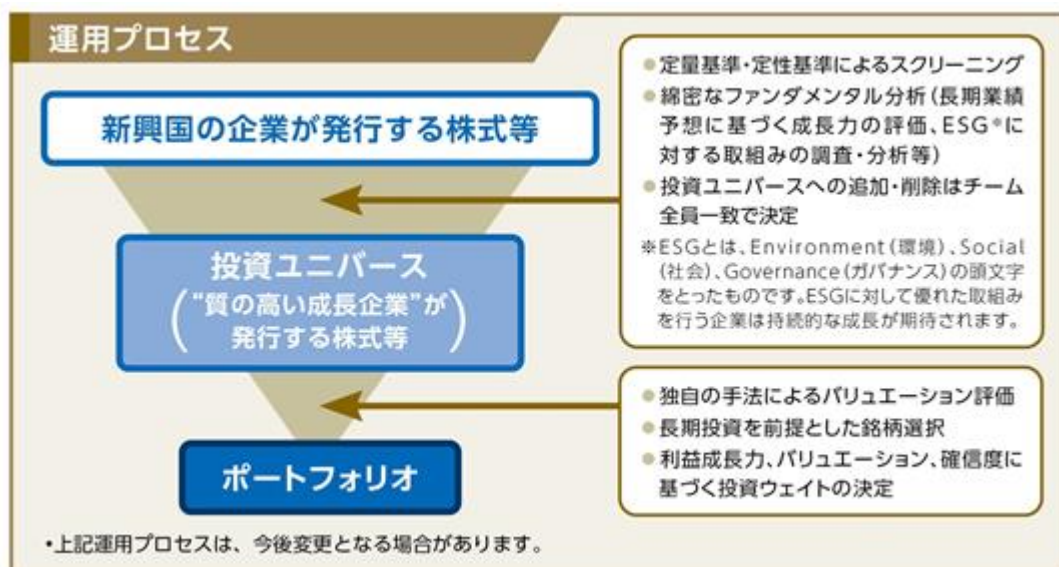 運用プロセス
新興国の企業が発行する株式等
●定量基準・定性基準によるスクリーニング
●綿密なファンダメンタル分析(長期業績
予想に基づく成長力の評価、ESG※に
対する取組みの調査・分析等)
●投資ユニバースへの追加・削除はチーム
全員一致で決定
※ESGとは、Environment(環境)、Social
(社会)、Governance(ガバナンス)の頭文字
をとったものです。ESGに対して優れた取組み
を行う企業は持続的な成長が期待されます。
投資ユニバース
(“質の高い成長企業”が
発行する株式等)
●独自の手法によるバリュエーション評価
●長期投資を前提とした銘柄選択
●利益成長力、バリュエーション、確信度に
基づく投資ウェイトの決定
ポートフォリオ
・上記運用プロセスは、今後変更となる場合があります。